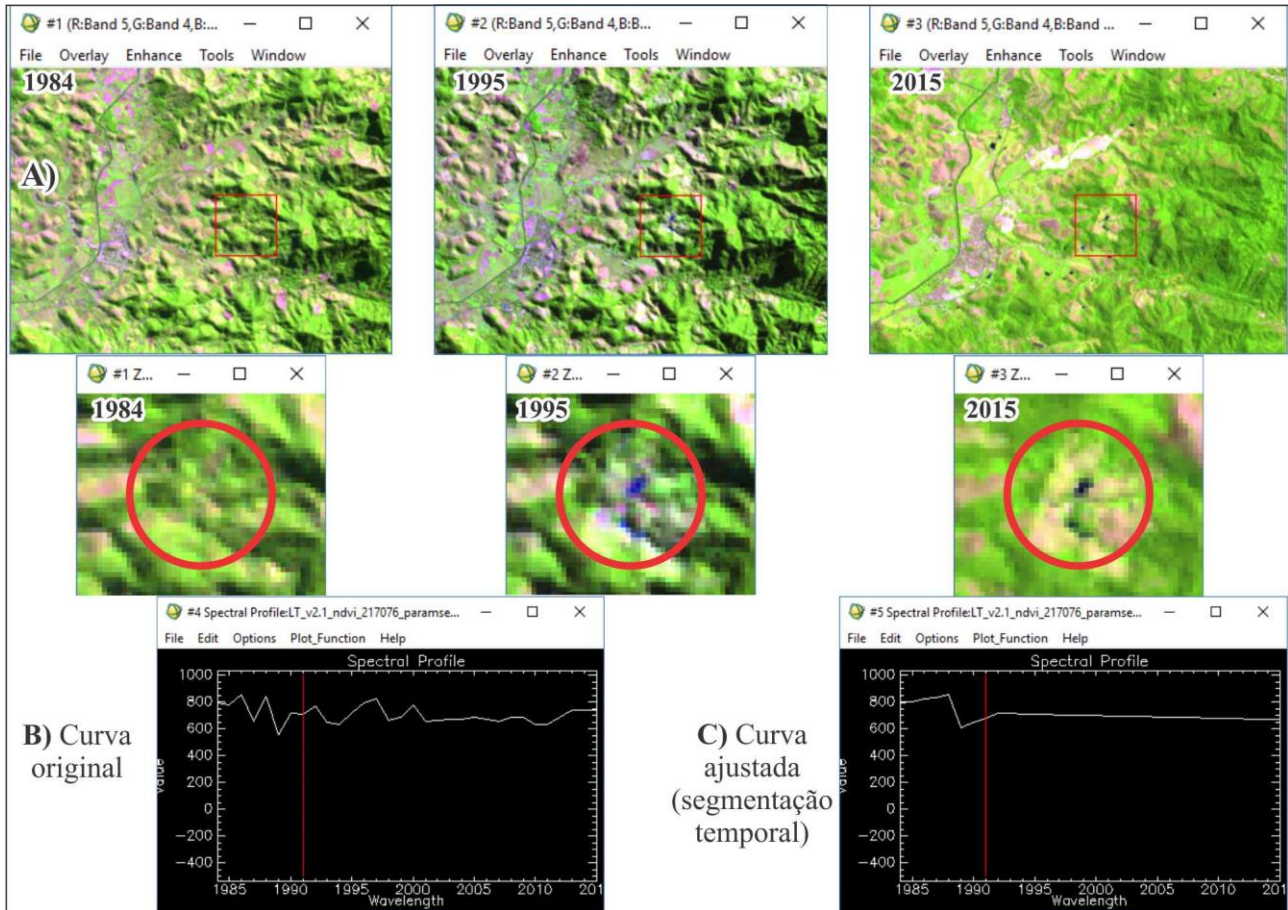 #1 (R:Band 5,G:Band 4,B:...
File Overlay Enhance Tools Window
1984
A)
#2 (R:Band 5,G:Band 4,B:B...
File Overlay Enhance Tools Window
1995
#3 (R:Band 5,G:Band 4,B:Band ...
File Overlay Enhance Tools Window
2015
#1 Z...
1984
#2 Z...
1995
#3 Z...
2015
B) Curva
original
#4 Spectral Profile:LT_v2.1_ndvi_217076_paramse...
File Edit Options Plot_Function Help
Spectral Profile
1000
800
600
400
200
0
-200
-400
Value
1985 1990 1995 2000 2005 2010 201
Wavelength
C) Curva
ajustada
(segmentação
temporal)
#5 Spectral Profile:LT_v2.1_ndvi_217076_paramse...
File Edit Options Plot_Function Help
Spectral Profile
1000
800
600
400
200
0
-200
-400
Value
1985 1990 1995 2000 2005 2010 201
Wavelength